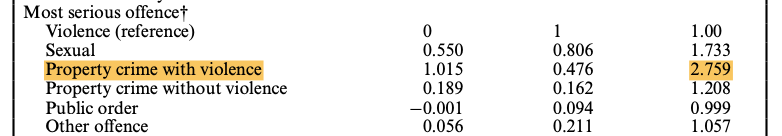 Most serious offence†
Violence (reference) 0 1 1.00
Sexual 0.550 0.806 1.733
Property crime with violence 1.015 0.476 2.759
Property crime without violence 0.189 0.162 1.208
Public order −0.001 0.094 0.999
Other offence 0.056 0.211 1.057